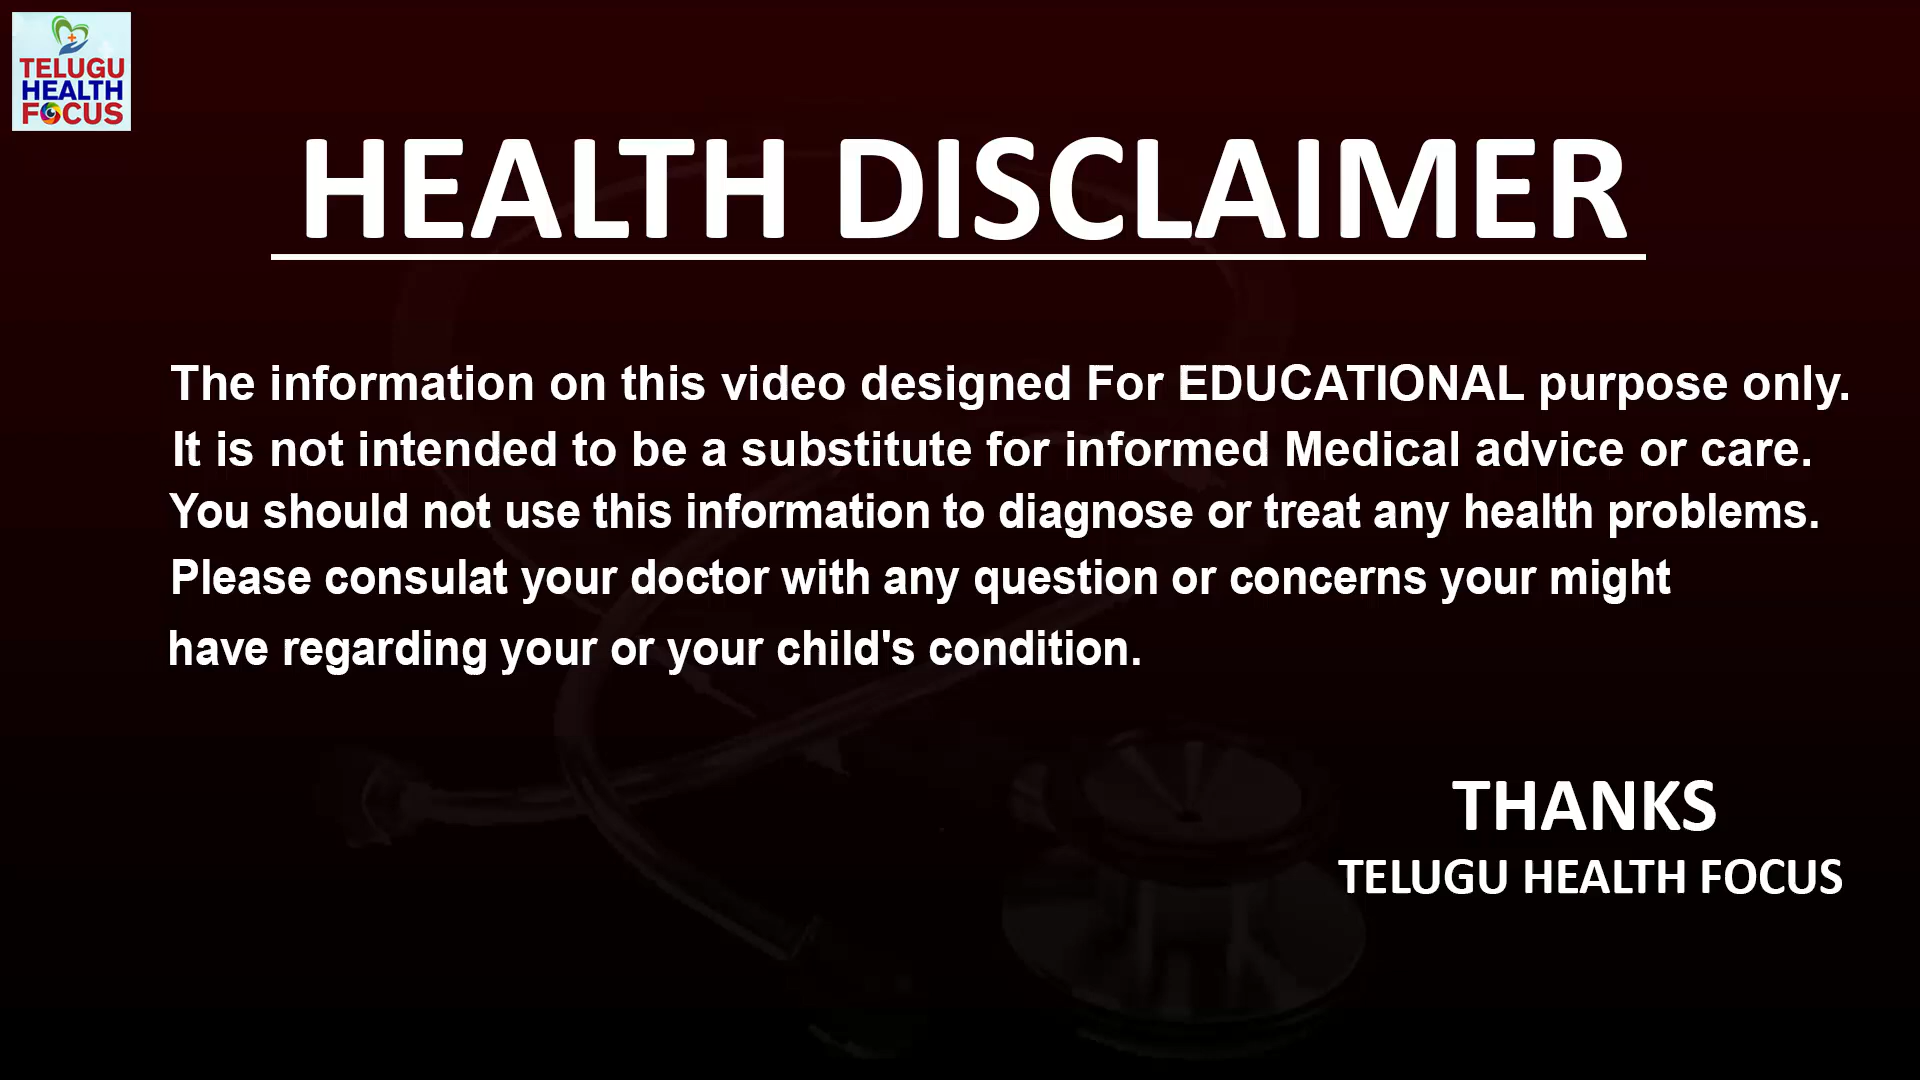 TELUGU
HEALTH
FOCUS
HEALTH DISCLAIMER
The information on this video designed For EDUCATIONAL purpose only.
It is not intended to be a substitute for informed Medical advice or care.
You should not use this information to diagnose or treat any health problems.
Please consulat your doctor with any question or concerns your might
have regarding your or your child's condition.
THANKS
TELUGU HEALTH FOCUS